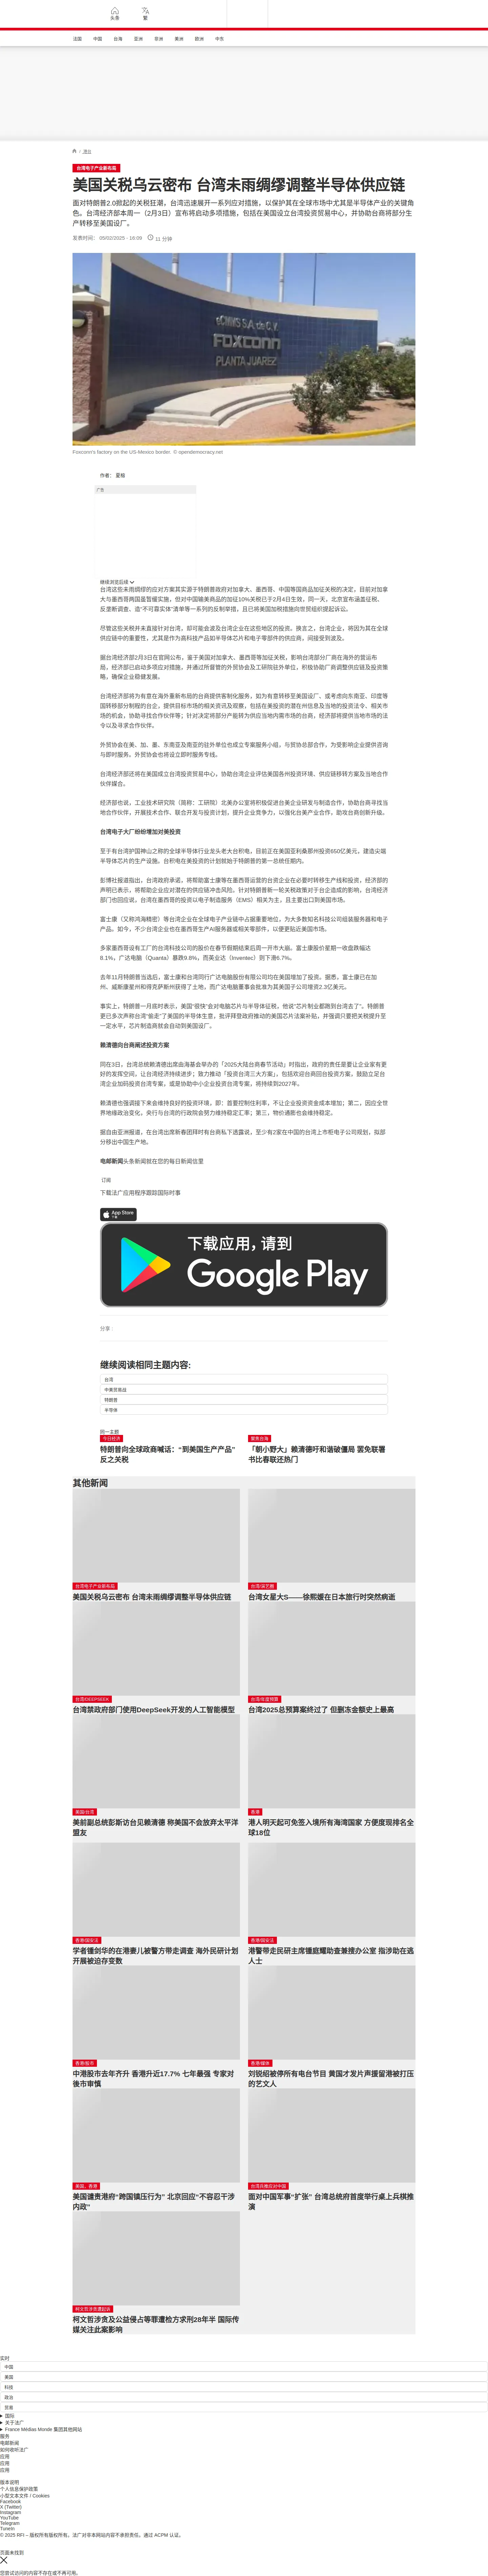 头条
繁
法国
中国
台海
亚洲
非洲
美洲
欧洲
中东
/ 港台
台湾电子产业新名局
美国关税乌云密布 台湾未雨绸缪调整半导体供应链
面对特朗普2.0掀起的关税狂潮，台湾迅速展开一系列应对措施，以保护其在全球市场中尤其是半导体产业的关键角
色。台湾经济部本周一（2月3日）宣布将启动多项措施，包括在美国设立台湾投资贸易中心，并协助台商将部分生
产转移至美国设厂。
发表时间： 05/02/2025 - 18:09
11 分钟
FOXCONN
PLANTA JUAREZ
Foxconn's factory on the US-Mexico border. © opendemocracy.net
作者： 夏榕
广告
继续浏览后续
台湾这些未雨绸缪的应对方案其实源于特朗普政府对加拿大、墨西哥、中国等国商品加征关税的决定，目前对加拿
大与墨西哥两国虽暂缓实施，但对中国输美商品的加征10%关税已于2月4日生效。同一天，北京宣布涵盖征税、
反垄断调查、造"不可靠实体"清单等一系列的反制举措，且已将美国加税措施向世贸组织提起诉讼。
尽管这些关税并未直接针对台湾，却可能会波及台湾企业在这些地区的投资。换言之，台湾企业，将因为其在全球
供应链中的重要性，尤其是作为高科技产品如半导体芯片和电子零部件的供应商，间接受到波及。
据台湾经济部2月3日在官网公布，鉴于美国对加拿大、墨西哥等加征关税，影响台湾部分厂商在海外的营运布
局，经济部已启动多项应对措施，并通过所督管的外贸协会及工研院驻外单位，积极协助厂商调整供应链及投资策
略，确保企业稳健发展。
台湾经济部将为有意在海外重新布局的台商提供客制化服务，如为有意转移至美国设厂、或考虑向东南亚、印度等
国转移部分制程的台企，提供目标市场的相关资讯及观察，包括在美投资的潜在州信息及当地的投资法令、相关市
场的机会，协助寻找合作伙伴等；针对决定将部分产能转为供应当地内需市场的台商，经济部将提供当地市场的法
令以及寻求合作伙伴。
外贸协会在美、加、墨、东南亚及南亚的驻外单位也成立专案服务小组，与贸协总部合作，为受影响企业提供咨询
与即时服务。外贸协会也将设立即时服务专线。
台湾经济部还将在美国成立台湾投资贸易中心，协助台湾企业评估美国各州投资环境、供应链移转方案及当地合作
伙伴媒合。
经济部也说，工业技术研究院（简称：工研院）北美办公室将积极促进台美企业研发与制造合作，协助台商寻找当
地合作伙伴，开展技术合作、联合开发与投资计划，提升企业竞争力，以强化台美产业合作，助攻台商创新升级。
台湾电子大厂纷纷增加对美投资
至于有台湾护国神山之称的全球半导体行业龙头老大台积电，目前正在美国亚利桑那州投资650亿美元，建造尖端
半导体芯片的生产设施。台积电在美投资的计划就始于特朗普的第一总统任期内。
彭博社报道指出，台湾政府承诺，将帮助富士康等在墨西哥运营的台资企业在必要时转移生产线和投资。经济部的
声明已表示，将帮助企业应对潜在的供应链冲击风险。针对特朗普新一轮关税政策对于台企造成的影响，台湾经济
部门也回应说，台湾在墨西哥的投资以电子制造服务（EMS）相关为主，且主要出口到美国市场。
富士康（又称鸿海精密）等台湾企业在全球电子产业链中占据重要地位，为大多数知名科技公司组装服务器和电子
产品。如今，不少台湾企业也在墨西哥生产AI服务器或相关零部件，以便更贴近美国市场。
多家墨西哥设有工厂的台湾科技公司的股价在春节假期结束后周一开市大崩。富士康股价星期一收盘跌幅达
8.1%，广达电脑（Quanta）暴跌9.8%，而英业达（Inventec）则下滑6.7%。
去年11月特朗普当选后，富士康和台湾同行广达电脑股份有限公司均在美国增加了投资。据悉，富士康已在加
州、威斯康星州和得克萨斯州获得了土地，而广达电脑董事会批准为其美国子公司增资2.3亿美元。
事实上，特朗普一月底时表示，美国"很快"会对电脑芯片与半导体征税，他说"芯片制业都跑到台湾去了"。特朗普
更已多次声称台湾"偷走"了美国的半导体生意。批评拜登政府推动的美国芯片法案补贴，并强调只要把关税提升至
一定水平，芯片制造商就会自动到美国设厂。
赖清德向台商阐述投资方案
同在3日，台湾总统赖清德出席由海基会举办的「2025大陆台商春节活动」时指出，政府的责任是要让企业家有更
好的发挥空间，让台湾经济持续进步；致力推动「投资台湾三大方案」，包括欢迎台商回台投资方案，鼓励立足台
湾企业加码投资台湾专案，或是协助中小企业投资台湾专案，将持续到2027年。
赖清德也强调接下来会维持良好的投资环境，即：首要控制住利率，不让企业投资资金成本增加；第二，因应全世
界地缘政治变化，央行与台湾的行政院会努力维持稳定汇率；第三，物价通膨也会维持稳定。
据自由亚洲报道，在台湾出席新春团拜时有台商私下透露说，至少有2家在中国的台湾上市柜电子公司规划，拟部
分移出中国生产地。
电邮新闻头条新闻就在您的每日新闻信里
订阅
下载法广应用程序跟踪国际时事
App Store
下载应用，请到
Google Play
分享：
继续阅读相同主题内容:
台湾
中美贸易战
特朗普
半导体
同一主题
今日经济
特朗普向全球政商喊话："到美国生产产品"
反之关税
聚焦台海
「朝小野大」赖清德吁和谐破僵局 罢免联署
书比春联还热门
其他新闻
台湾电子产业新名局
美国关税乌云密布 台湾未雨绸缪调整半导体供应链
台湾/演艺圈
台湾女星大S——徐熙媛在日本旅行时突然病逝
台湾/DEEPSEEK
台湾禁政府部门使用DeepSeek开发的人工智能模型
台湾/年度预算
台湾2025总预算案终过了 但删冻金额史上最高
美国/台湾
美前副总统彭斯访台见赖清德 称美国不会放弃太平洋
盟友
香港
港人明天起可免签入境所有海湾国家 方便度现排名全
球18位
香港/国安法
学者锺剑华的在港妻儿被警方带走调查 海外民研计划
开展被迫存变数
香港/国安法
港警带走民研主席锺庭耀助查兼搜办公室 指涉助在逃
人士
香港/股市
中港股市去年齐升 香港升近17.7% 七年最强 专家对
後市审慎
香港/媒体
刘锐绍被停所有电台节目 黄国才发片声援留港被打压
的艺文人
美国、香港
美国谴责港府"跨国镇压行为" 北京回应"不容忍干涉
内政"
台湾兵推反对中国
面对中国军事"扩张" 台湾总统府首度举行桌上兵棋推
演
柯文哲涉贪遭起诉
柯文哲涉贪及公益侵占等罪遭检方求刑28年半 国际传
媒关注此案影响
实时
中国
美国
科技
政治
贸易
国际
关于法广
France Médias Monde 集团其他网站
服务
电邮新闻
如何收听法广
应用
应用
应用
版本说明
个人信息保护政策
小型文本文件 / Cookies
Facebook
X (Twitter)
Instagram
YouTube
Telegram
TuneIn
© 2025 RFI – 版权所有版权所有。法广对非本网站内容不承担责任。通过 ACPM 认证。
页面未找到
您尝试访问的内容不存在或不再可用。